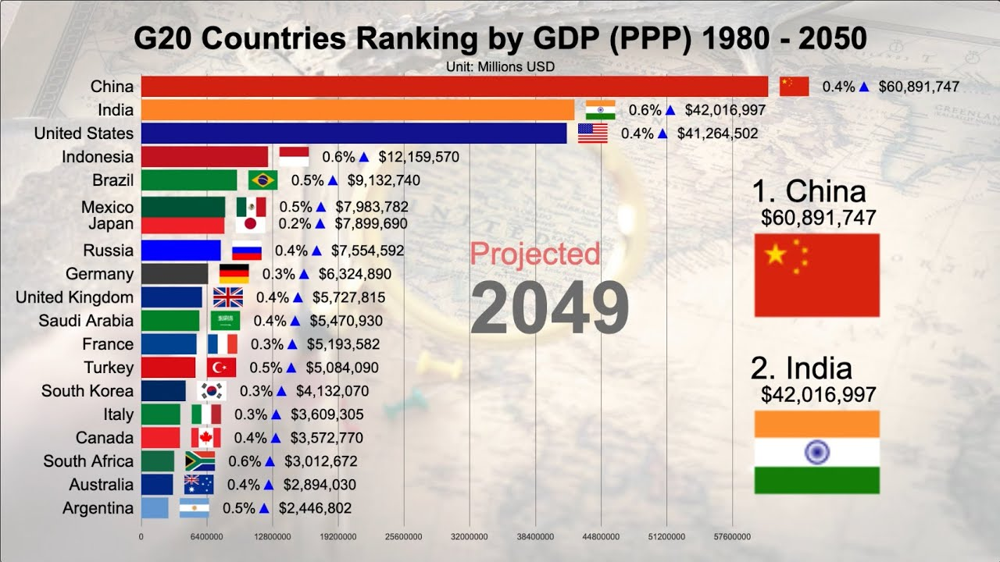 G20 Countries Ranking by GDP (PPP) 1980 - 2050
Unit: Millions USD
China 0.4% ▲ $60,891,747
India 0.6% ▲ $42,016,997
United States 0.4% ▲ $41,264,502
Indonesia 0.6% ▲ $12,159,570
Brazil 0.5% ▲ $9,132,740
Mexico 0.5% ▲ $7,983,782
Japan 0.2% ▲ $7,899,690
Russia 0.4% ▲ $7,554,592
Germany 0.3% ▲ $6,324,890
United Kingdom 0.4% ▲ $5,727,815
Saudi Arabia 0.4% ▲ $5,470,930
France 0.3% ▲ $5,193,582
Turkey 0.5% ▲ $5,084,090
South Korea 0.3% ▲ $4,132,070
Italy 0.3% ▲ $3,609,305
Canada 0.4% ▲ $3,572,770
South Africa 0.6% ▲ $3,012,672
Australia 0.4% ▲ $2,894,030
Argentina 0.5% ▲ $2,446,802
0 6400000 12800000 19200000 25600000 32000000 38400000 44800000 51200000 57600000
Projected
2049
1. China
$60,891,747
2. India
$42,016,997